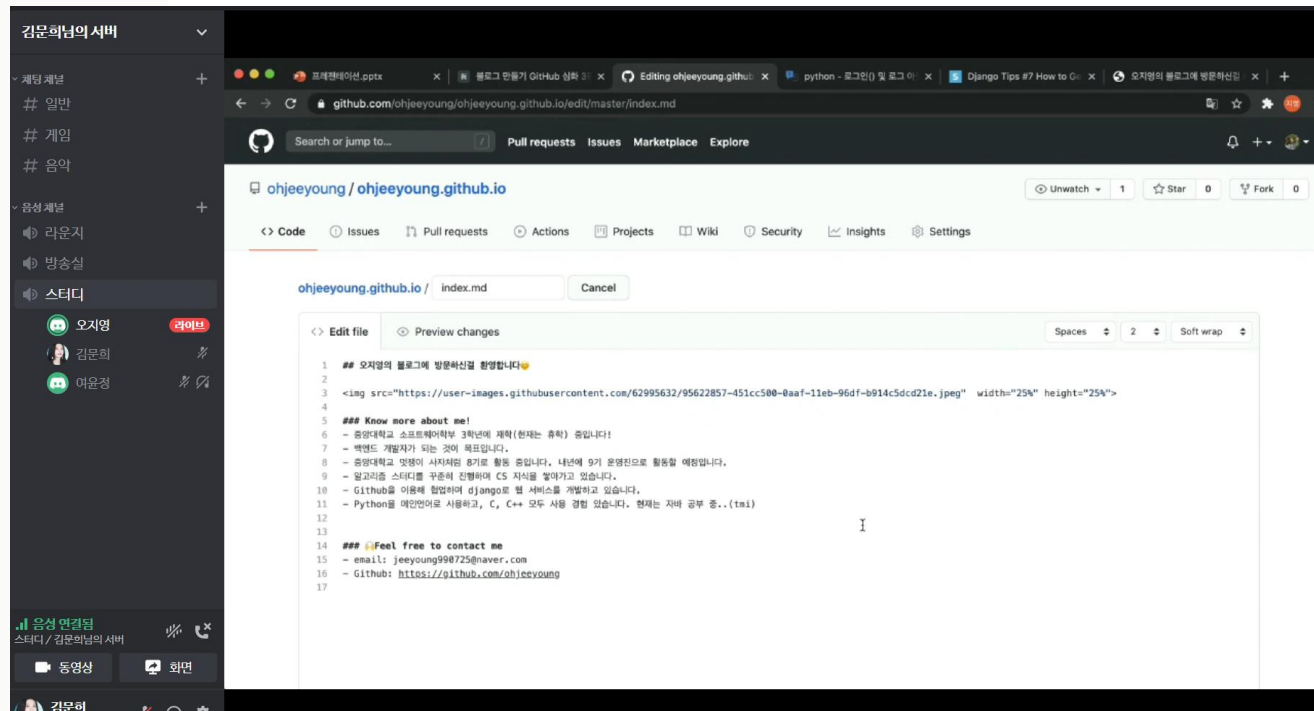 김문희님의 서버
채팅 채널
일반
게임
음악
음성 채널
라운지
방송실
스터디
오지영 라이브
김문희
여윤정
음성 연결됨
스터디 / 김문희님의 서버
동영상 화면
김문희
프레젠테이션.pptx
블로그 만들기 GitHub 심화
Editing ohjeeyoung.github
python - 로그인() 및 로그
Django Tips #7 How to
오지영의 블로그에 방문하신걸
github.com/ohjeeyoung/ohjeeyoung.github.io/edit/master/index.md
Search or jump to... / Pull requests Issues Marketplace Explore
ohjeeyoung / ohjeeyoung.github.io
Unwatch 1 Star 0 Fork 0
<> Code Issues Pull requests Actions Projects Wiki Security Insights Settings
ohjeeyoung.github.io / index.md Cancel
<> Edit file Preview changes Spaces 2 Soft wrap
1 ## 오지영의 블로그에 방문하신걸 환영합니다😊
2
3 <img src="https://user-images.githubusercontent.com/62995632/95622857-451cc500-0aaf-11eb-96df-b914c5dcd21e.jpeg" width="25%" height="25%">
4
5 ### Know more about me!
6 - 중앙대학교 소프트웨어학부 3학년에 재학(현재는 휴학) 중입니다!
7 - 백엔드 개발자가 되는 것이 목표입니다.
8 - 중앙대학교 멋쟁이 사자처럼 8기로 활동 중입니다. 내년에 9기 운영진으로 활동할 예정입니다.
9 - 알고리즘 스터디를 꾸준히 진행하며 CS 지식을 쌓아가고 있습니다.
10 - Github을 이용해 협업하며 django로 웹 서비스를 개발하고 있습니다.
11 - Python을 메인언어로 사용하고, C, C++ 모두 사용 경험 있습니다. 현재는 자바 공부 중..(tmi)
12
13
14 ### 🙌Feel free to contact me
15 - email: jeeyoung990725@naver.com
16 - Github: https://github.com/ohjeeyoung
17